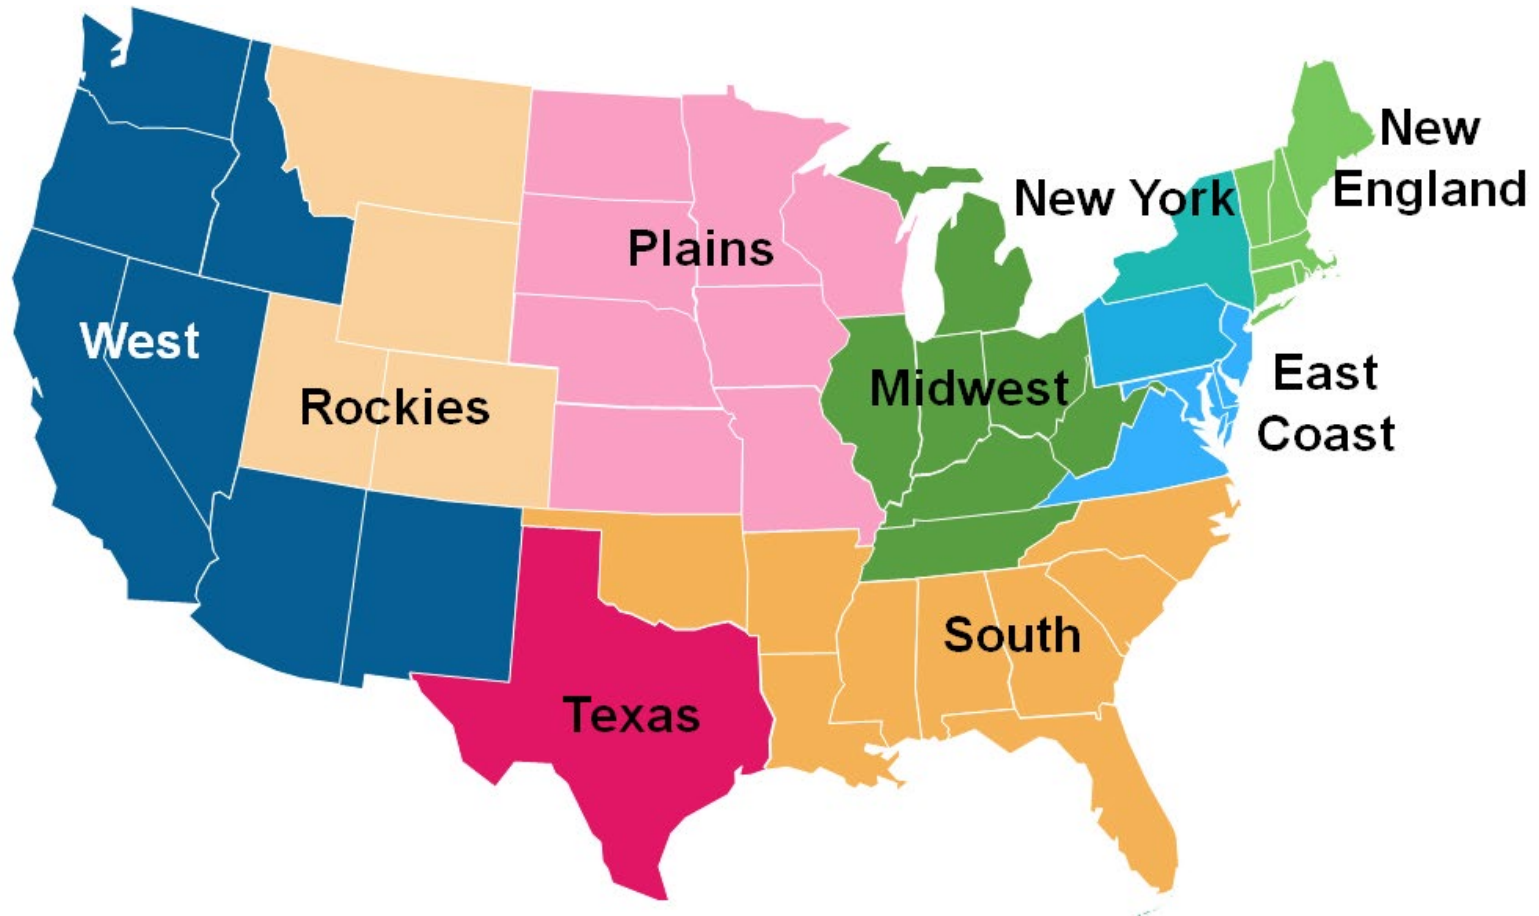 New
England
New York
Plains
West
Rockies
Midwest
East
Coast
South
Texas